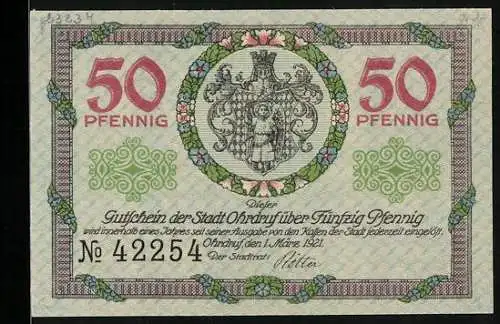 50 50
PFENNIG PFENNIG
Dieser
Gutschein der Stadt Ohrdruf über Fünfzig Pfennig
wird innerhalb eines Jahres seit seiner Ausgabe von den Kassen der Stadt jederzeit eingelöst.
Ohrdruf, den 1. März 1921.
Der Stadtrat:
No 42254